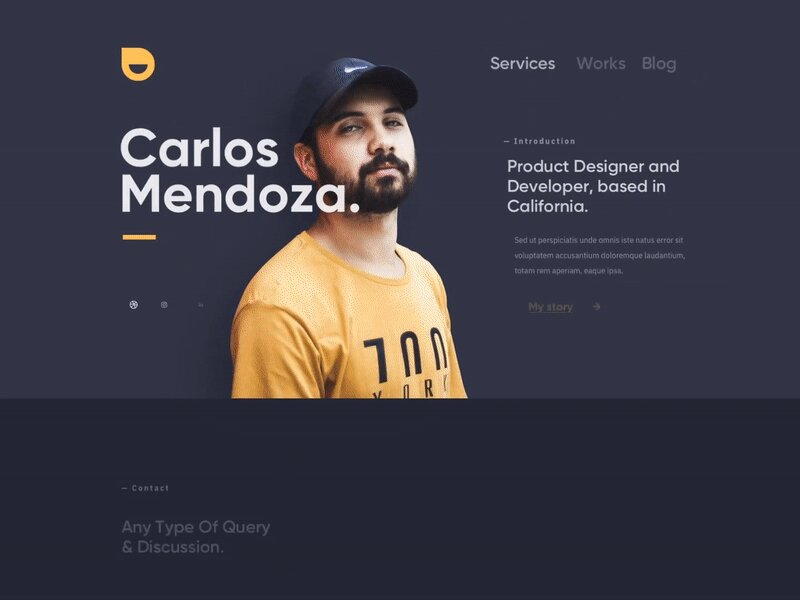 Services Works Blog
Carlos
Mendoza.
— Introduction
Product Designer and
Developer, based in
California.
Sed ut perspiciatis unde omnis iste natus error sit
voluptatem accusantium doloremque laudantium,
totam rem aperiam, eaque ipsa.
My story →
700
YORK
— Contact
Any Type Of Query
& Discussion.